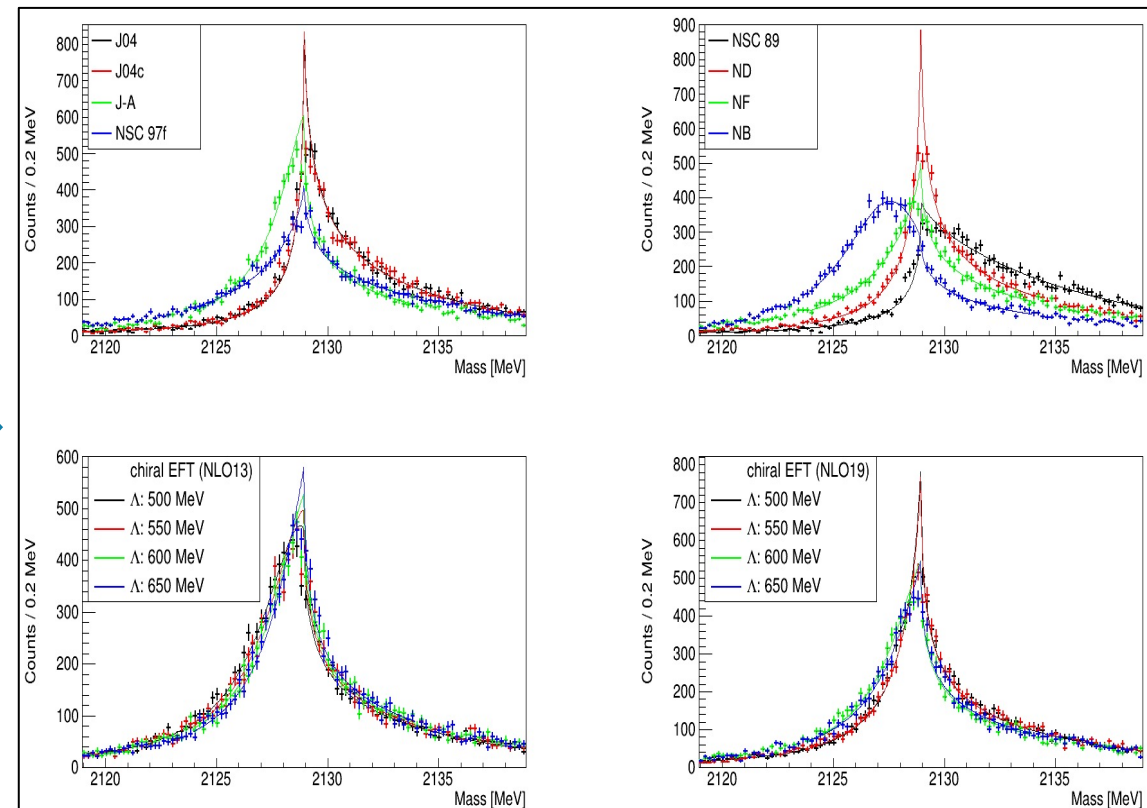 Counts / 0.2 MeV
800
700
600
500
400
300
200
100
0
J04
J04c
J-A
NSC 97f
2120
2125
2130
2135
Mass [MeV]
Counts / 0.2 MeV
900
800
700
600
500
400
300
200
100
0
NSC 89
ND
NF
NB
2120
2125
2130
2135
Mass [MeV]
Counts / 0.2 MeV
600
500
400
300
200
100
0
chiral EFT (NLO13)
Λ: 500 MeV
Λ: 550 MeV
Λ: 600 MeV
Λ: 650 MeV
2120
2125
2130
2135
Mass [MeV]
Counts / 0.2 MeV
800
700
600
500
400
300
200
100
0
chiral EFT (NLO19)
Λ: 500 MeV
Λ: 550 MeV
Λ: 600 MeV
Λ: 650 MeV
2120
2125
2130
2135
Mass [MeV]